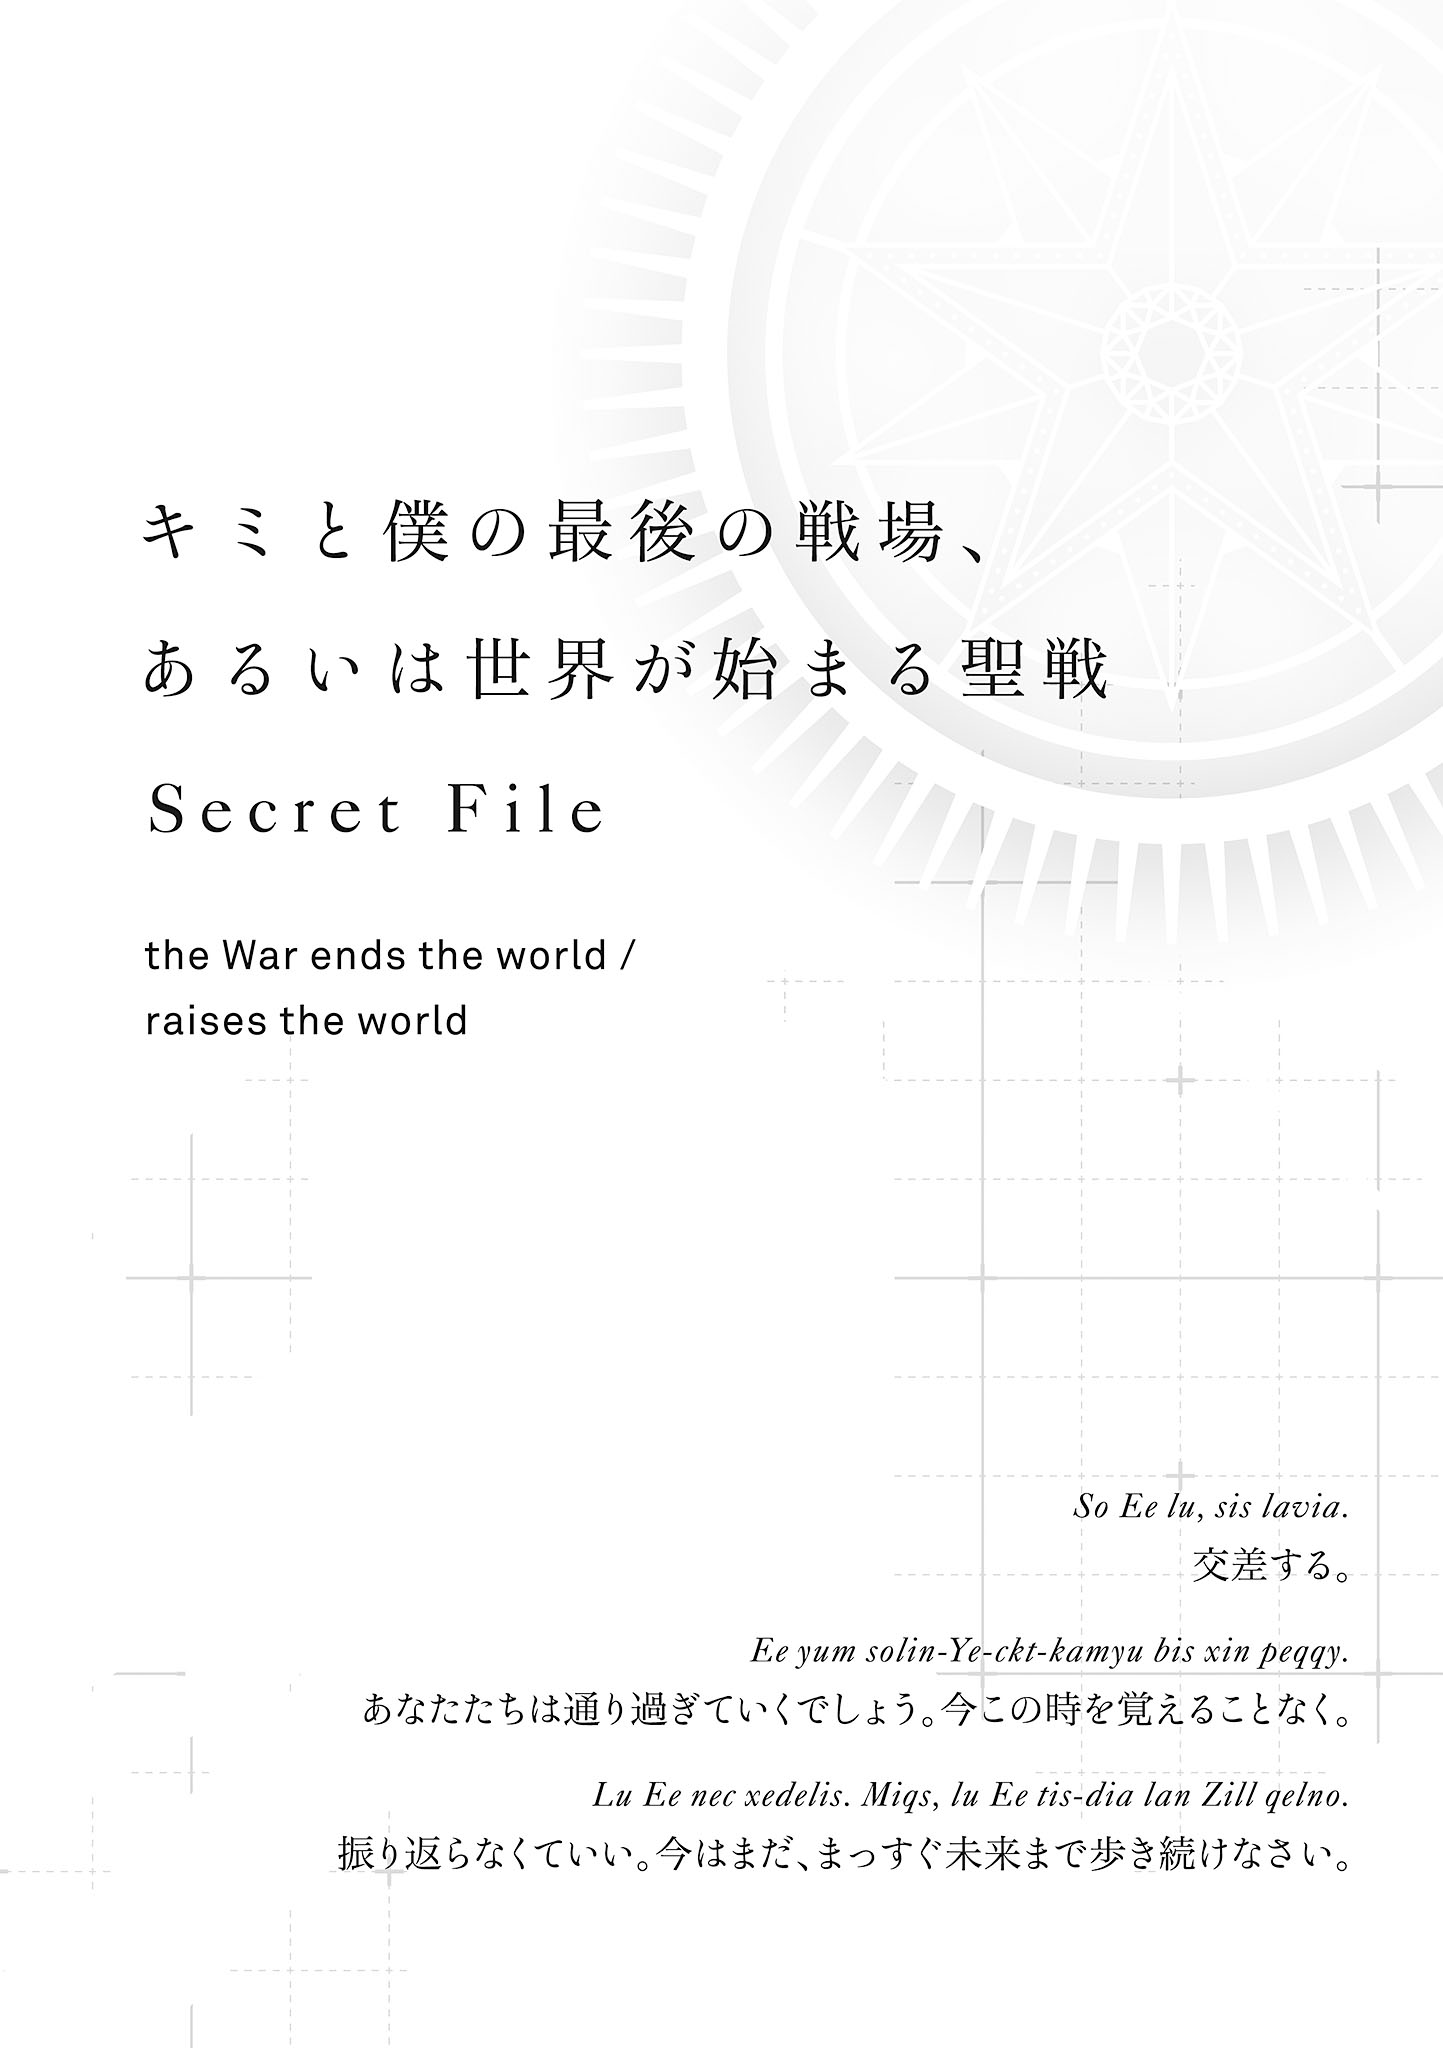 キミと僕の最後の戦場、
あるいは世界が始まる聖戦
Secret File
the War ends the world /
raises the world
So Ee lu, sis lavia.
交差する。
Ee yum solin-Ye-ckt-kamyu bis xin peqqy.
あなたたちは通り過ぎていくでしょう。今この時を覚えることなく。
Lu Ee nec xedelis. Miqs, lu Ee tis-dia lan Zill qelno.
振り返らなくていい。今はまだ、まっすぐ未来まで歩き続けなさい。